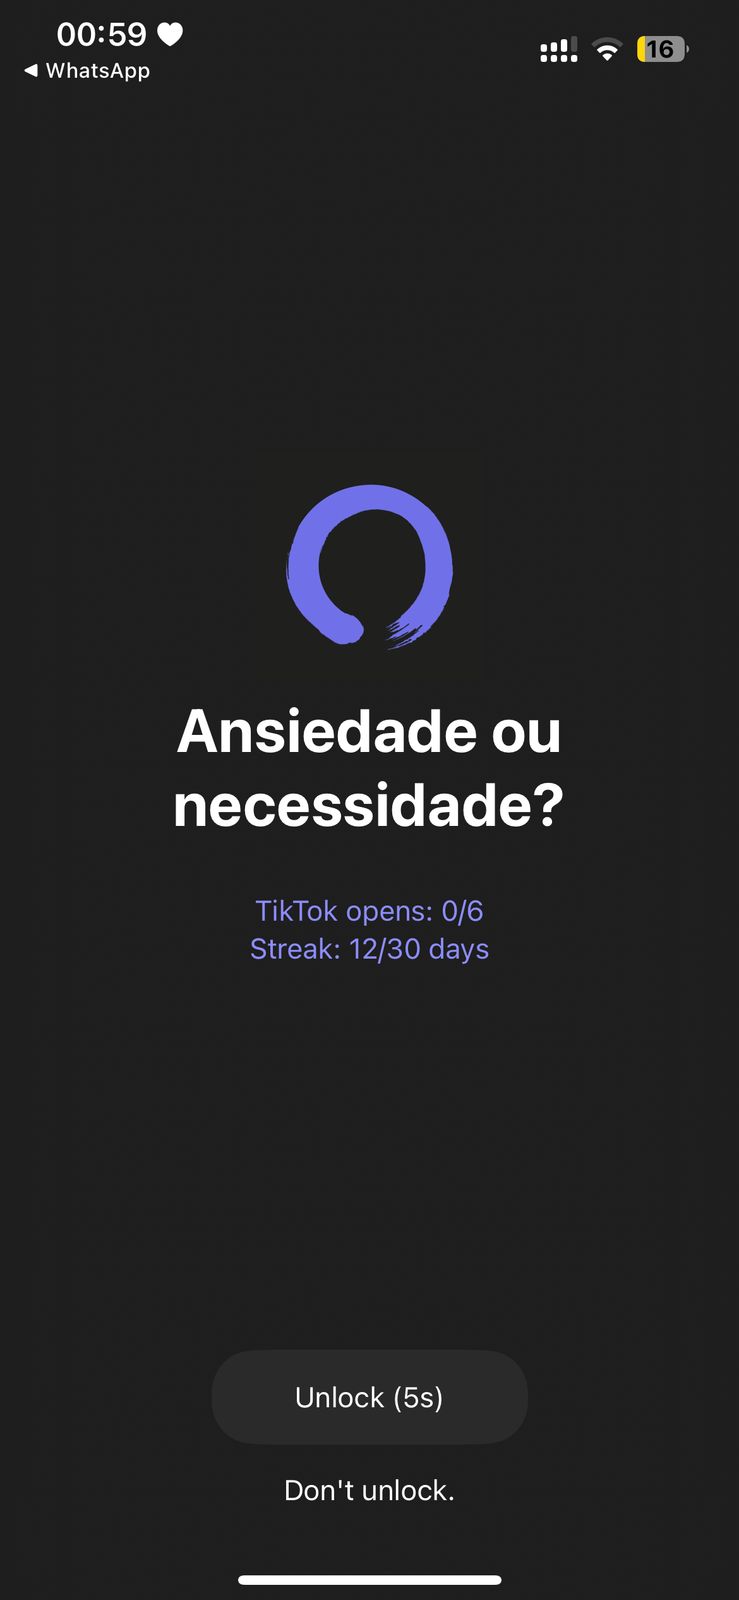 00:59
WhatsApp
16
Ansiedade ou
necessidade?
TikTok opens: 0/6
Streak: 12/30 days
Unlock (5s)
Don't unlock.